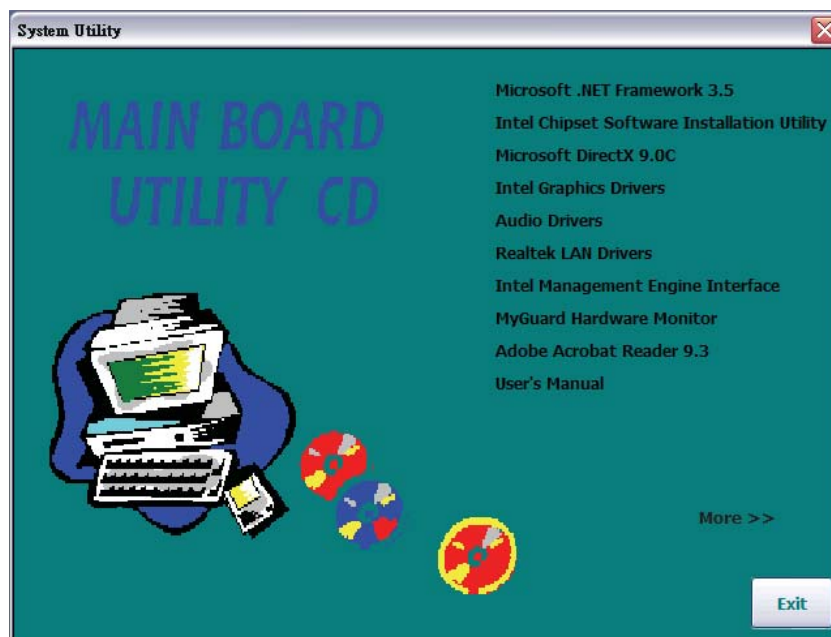 System Utility
MAIN BOARD
UTILITY CD
Microsoft .NET Framework 3.5
Intel Chipset Software Installation Utility
Microsoft DirectX 9.0C
Intel Graphics Drivers
Audio Drivers
Realtek LAN Drivers
Intel Management Engine Interface
MyGuard Hardware Monitor
Adobe Acrobat Reader 9.3
User's Manual
More >>
Exit